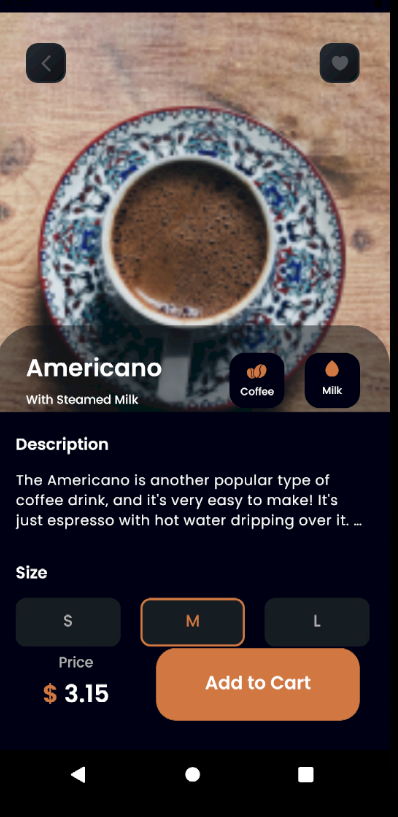 Americano
With Steamed Milk
Coffee
Milk
Description
The Americano is another popular type of
coffee drink, and it's very easy to make! It's
just espresso with hot water dripping over it. ...
Size
S M L
Price
$ 3.15
Add to Cart